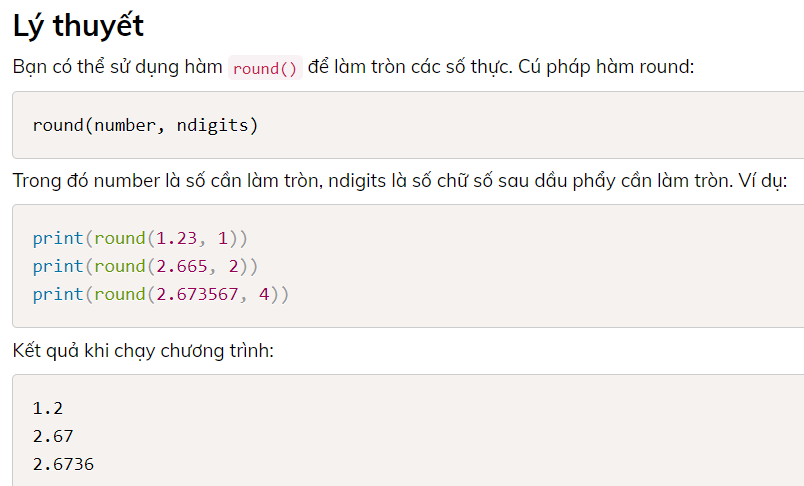 Lý thuyết
Bạn có thể sử dụng hàm round() để làm tròn các số thực. Cú pháp hàm round:
round(number, ndigits)
Trong đó number là số cần làm tròn, ndigits là số chữ số sau dầu phẩy cần làm tròn. Ví dụ:
print(round(1.23, 1))
print(round(2.665, 2))
print(round(2.673567, 4))
Kết quả khi chạy chương trình:
1.2
2.67
2.6736